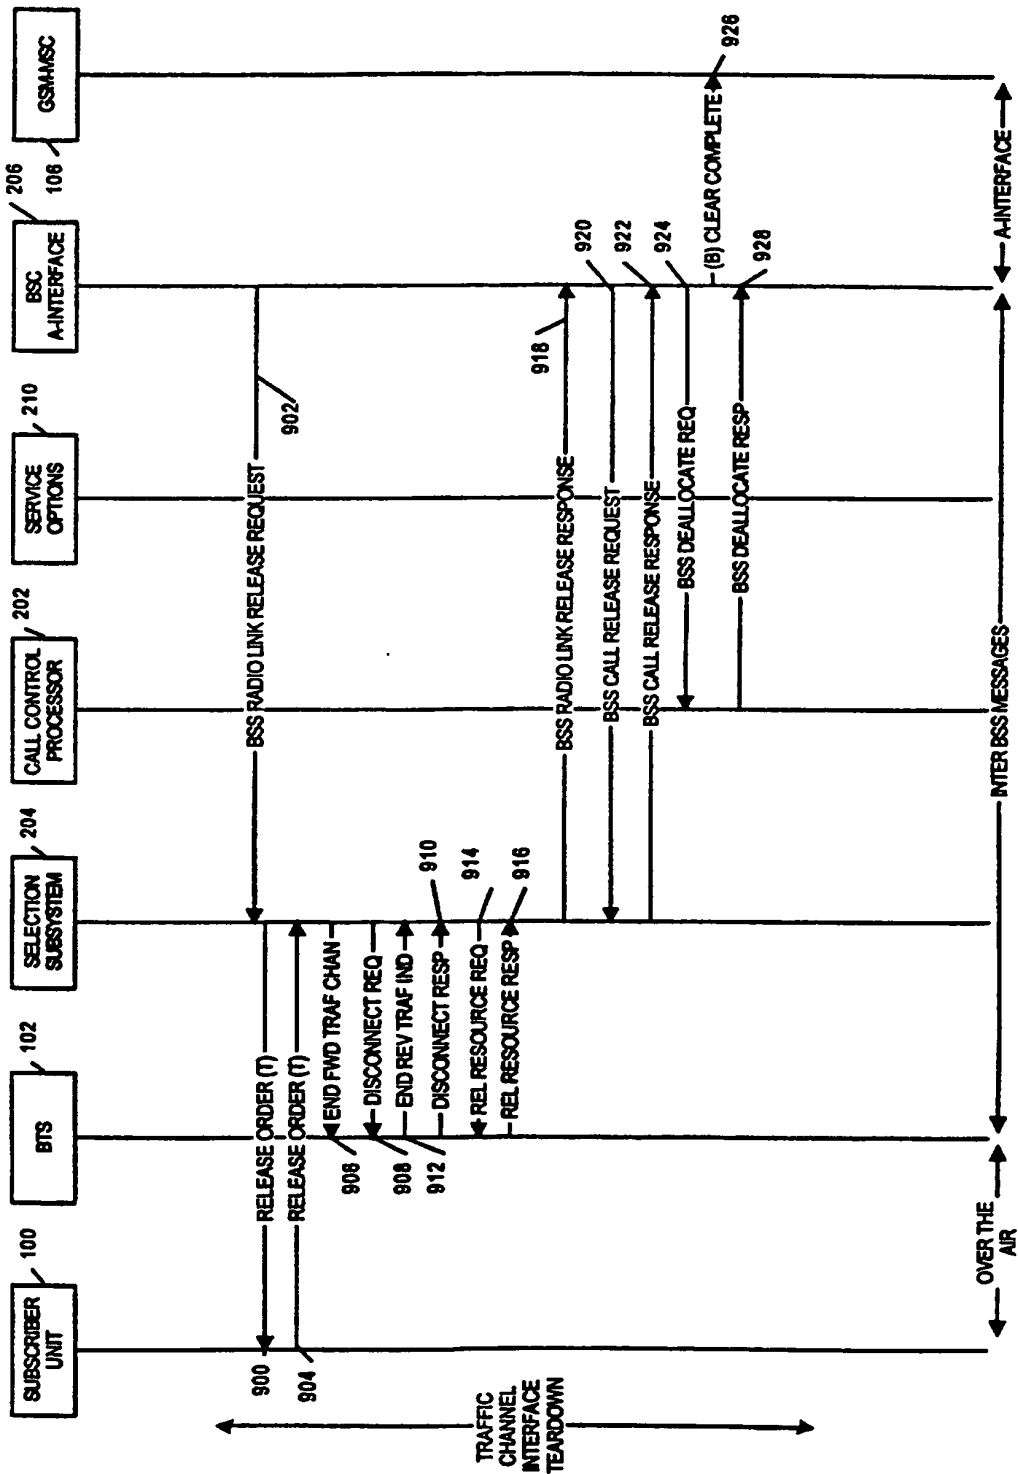 SUBSCRIBER
UNIT
100
BTS
102
SELECTION
SUBSYSTEM
204
CALL CONTROL
PROCESSOR
202
SERVICE
OPTIONS
210
BSC
A-INTERFACE
206
GSM-MSC
106
TRAFFIC
CHANNEL
INTERFACE
TEARDOWN
BSS RADIO LINK RELEASE REQUEST
902
900
RELEASE ORDER (T)
904
RELEASE ORDER (T)
906
END FWD TRAF CHAN
908
DISCONNECT REQ
912
END REV TRAF IND
DISCONNECT RESP
910
REL RESOURCE REQ
914
REL RESOURCE RESP
916
BSS RADIO LINK RELEASE RESPONSE
918
BSS CALL RELEASE REQUEST
920
BSS CALL RELEASE RESPONSE
922
BSS DEALLOCATE REQ
924
(B) CLEAR COMPLETE
926
BSS DEALLOCATE RESP
928
OVER THE
AIR
INTER BSS MESSAGES
A-INTERFACE